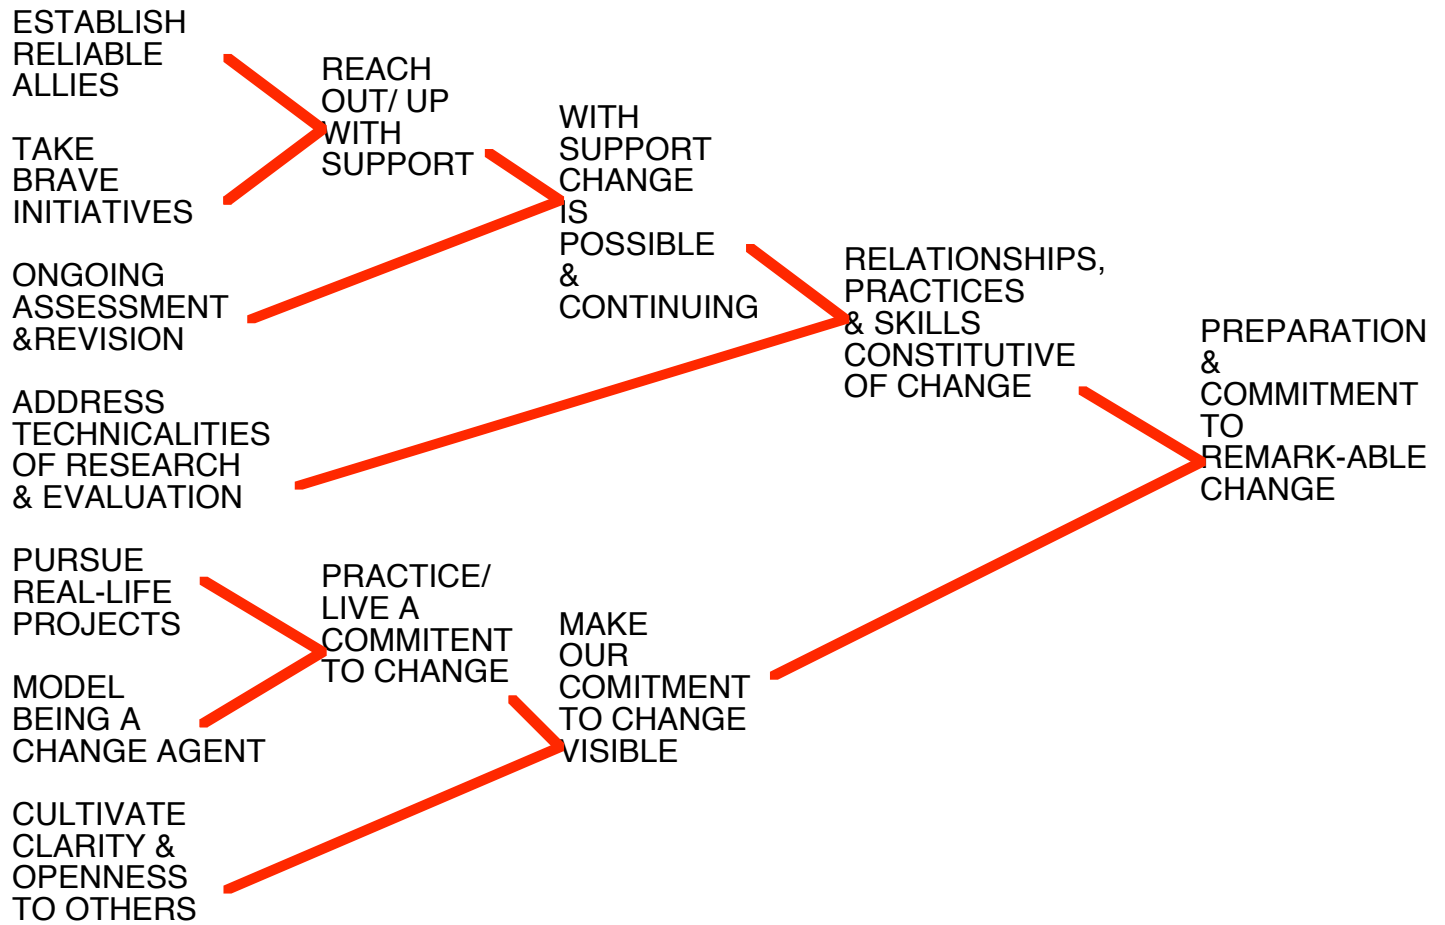 ESTABLISH
RELIABLE
ALLIES
TAKE
BRAVE
INITIATIVES
ONGOING
ASSESSMENT
&REVISION
ADDRESS
TECHNICALITIES
OF RESEARCH
& EVALUATION
PURSUE
REAL-LIFE
PROJECTS
MODEL
BEING A
CHANGE AGENT
CULTIVATE
CLARITY &
OPENNESS
TO OTHERS
REACH
OUT/ UP
WITH
SUPPORT
PRACTICE/
LIVE A
COMMITENT
TO CHANGE
WITH
SUPPORT
CHANGE
IS
POSSIBLE
&
CONTINUING
MAKE
OUR
COMITMENT
TO CHANGE
VISIBLE
RELATIONSHIPS,
PRACTICES
& SKILLS
CONSTITUTIVE
OF CHANGE
PREPARATION
&
COMMITMENT
TO
REMARK-ABLE
CHANGE